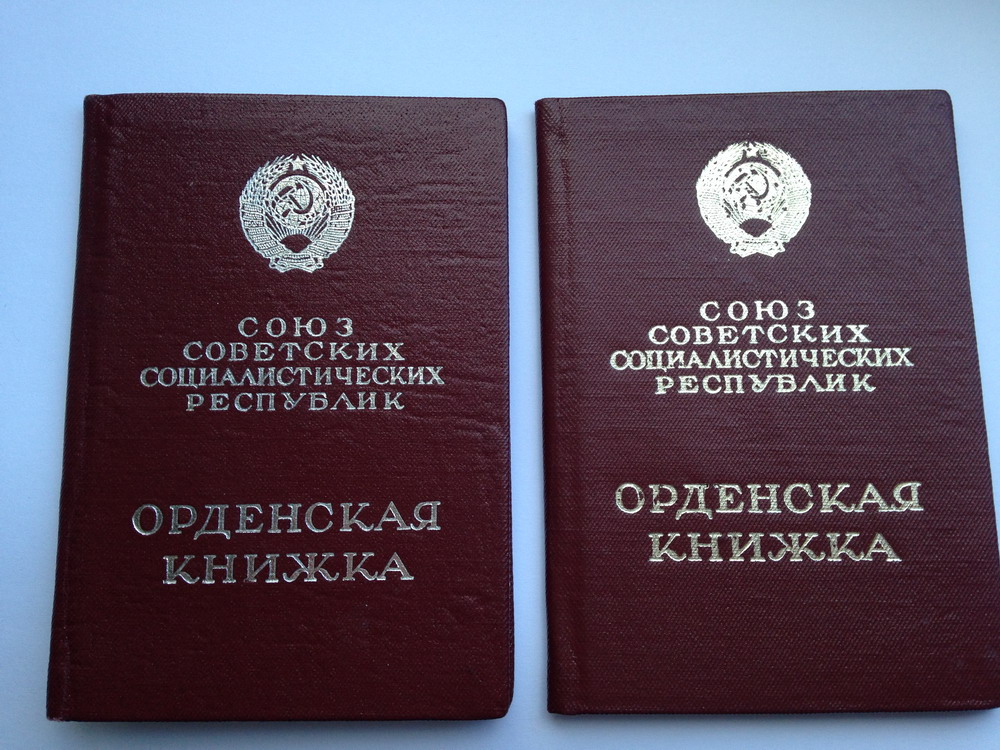 СОЮЗ
СОВЕТСКИХ
СОЦИАЛИСТИЧЕСКИХ
РЕСПУБЛИК
ОРДЕНСКАЯ
КНИЖКА
СОЮЗ
СОВЕТСКИХ
СОЦИАЛИСТИЧЕСКИХ
РЕСПУБЛИК
ОРДЕНСКАЯ
КНИЖКА